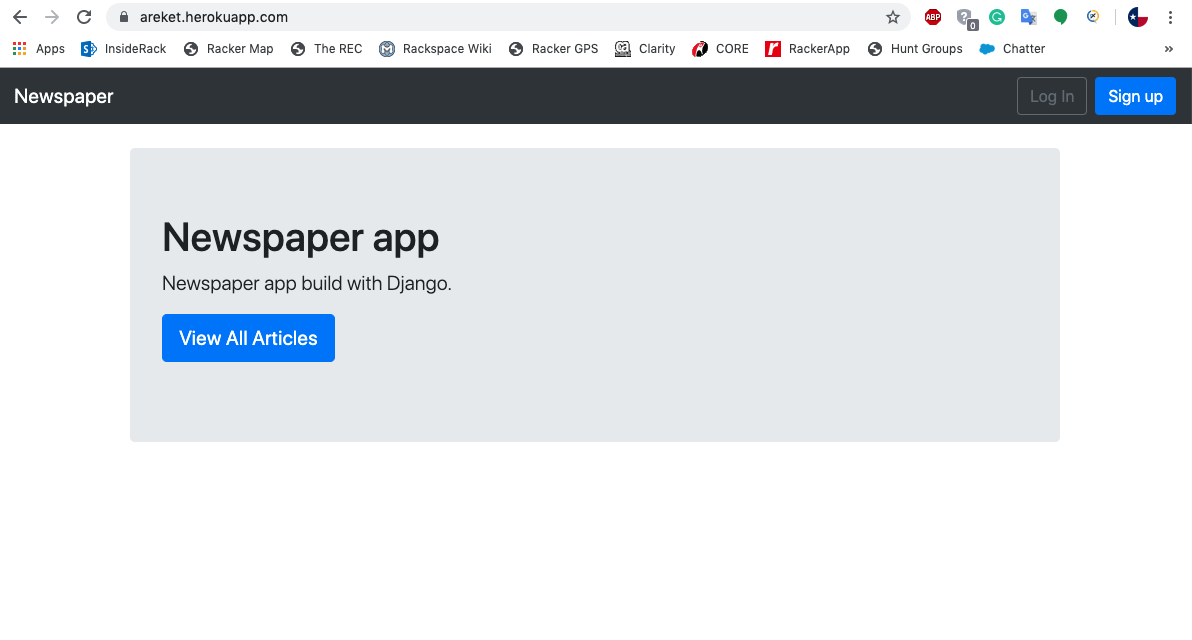 areket.herokuapp.com
ABP
0
Apps InsideRack Racker Map The REC Rackspace Wiki Racker GPS Clarity CORE RackerApp Hunt Groups Chatter »
Newspaper Log In Sign up
Newspaper app
Newspaper app build with Django.
View All Articles